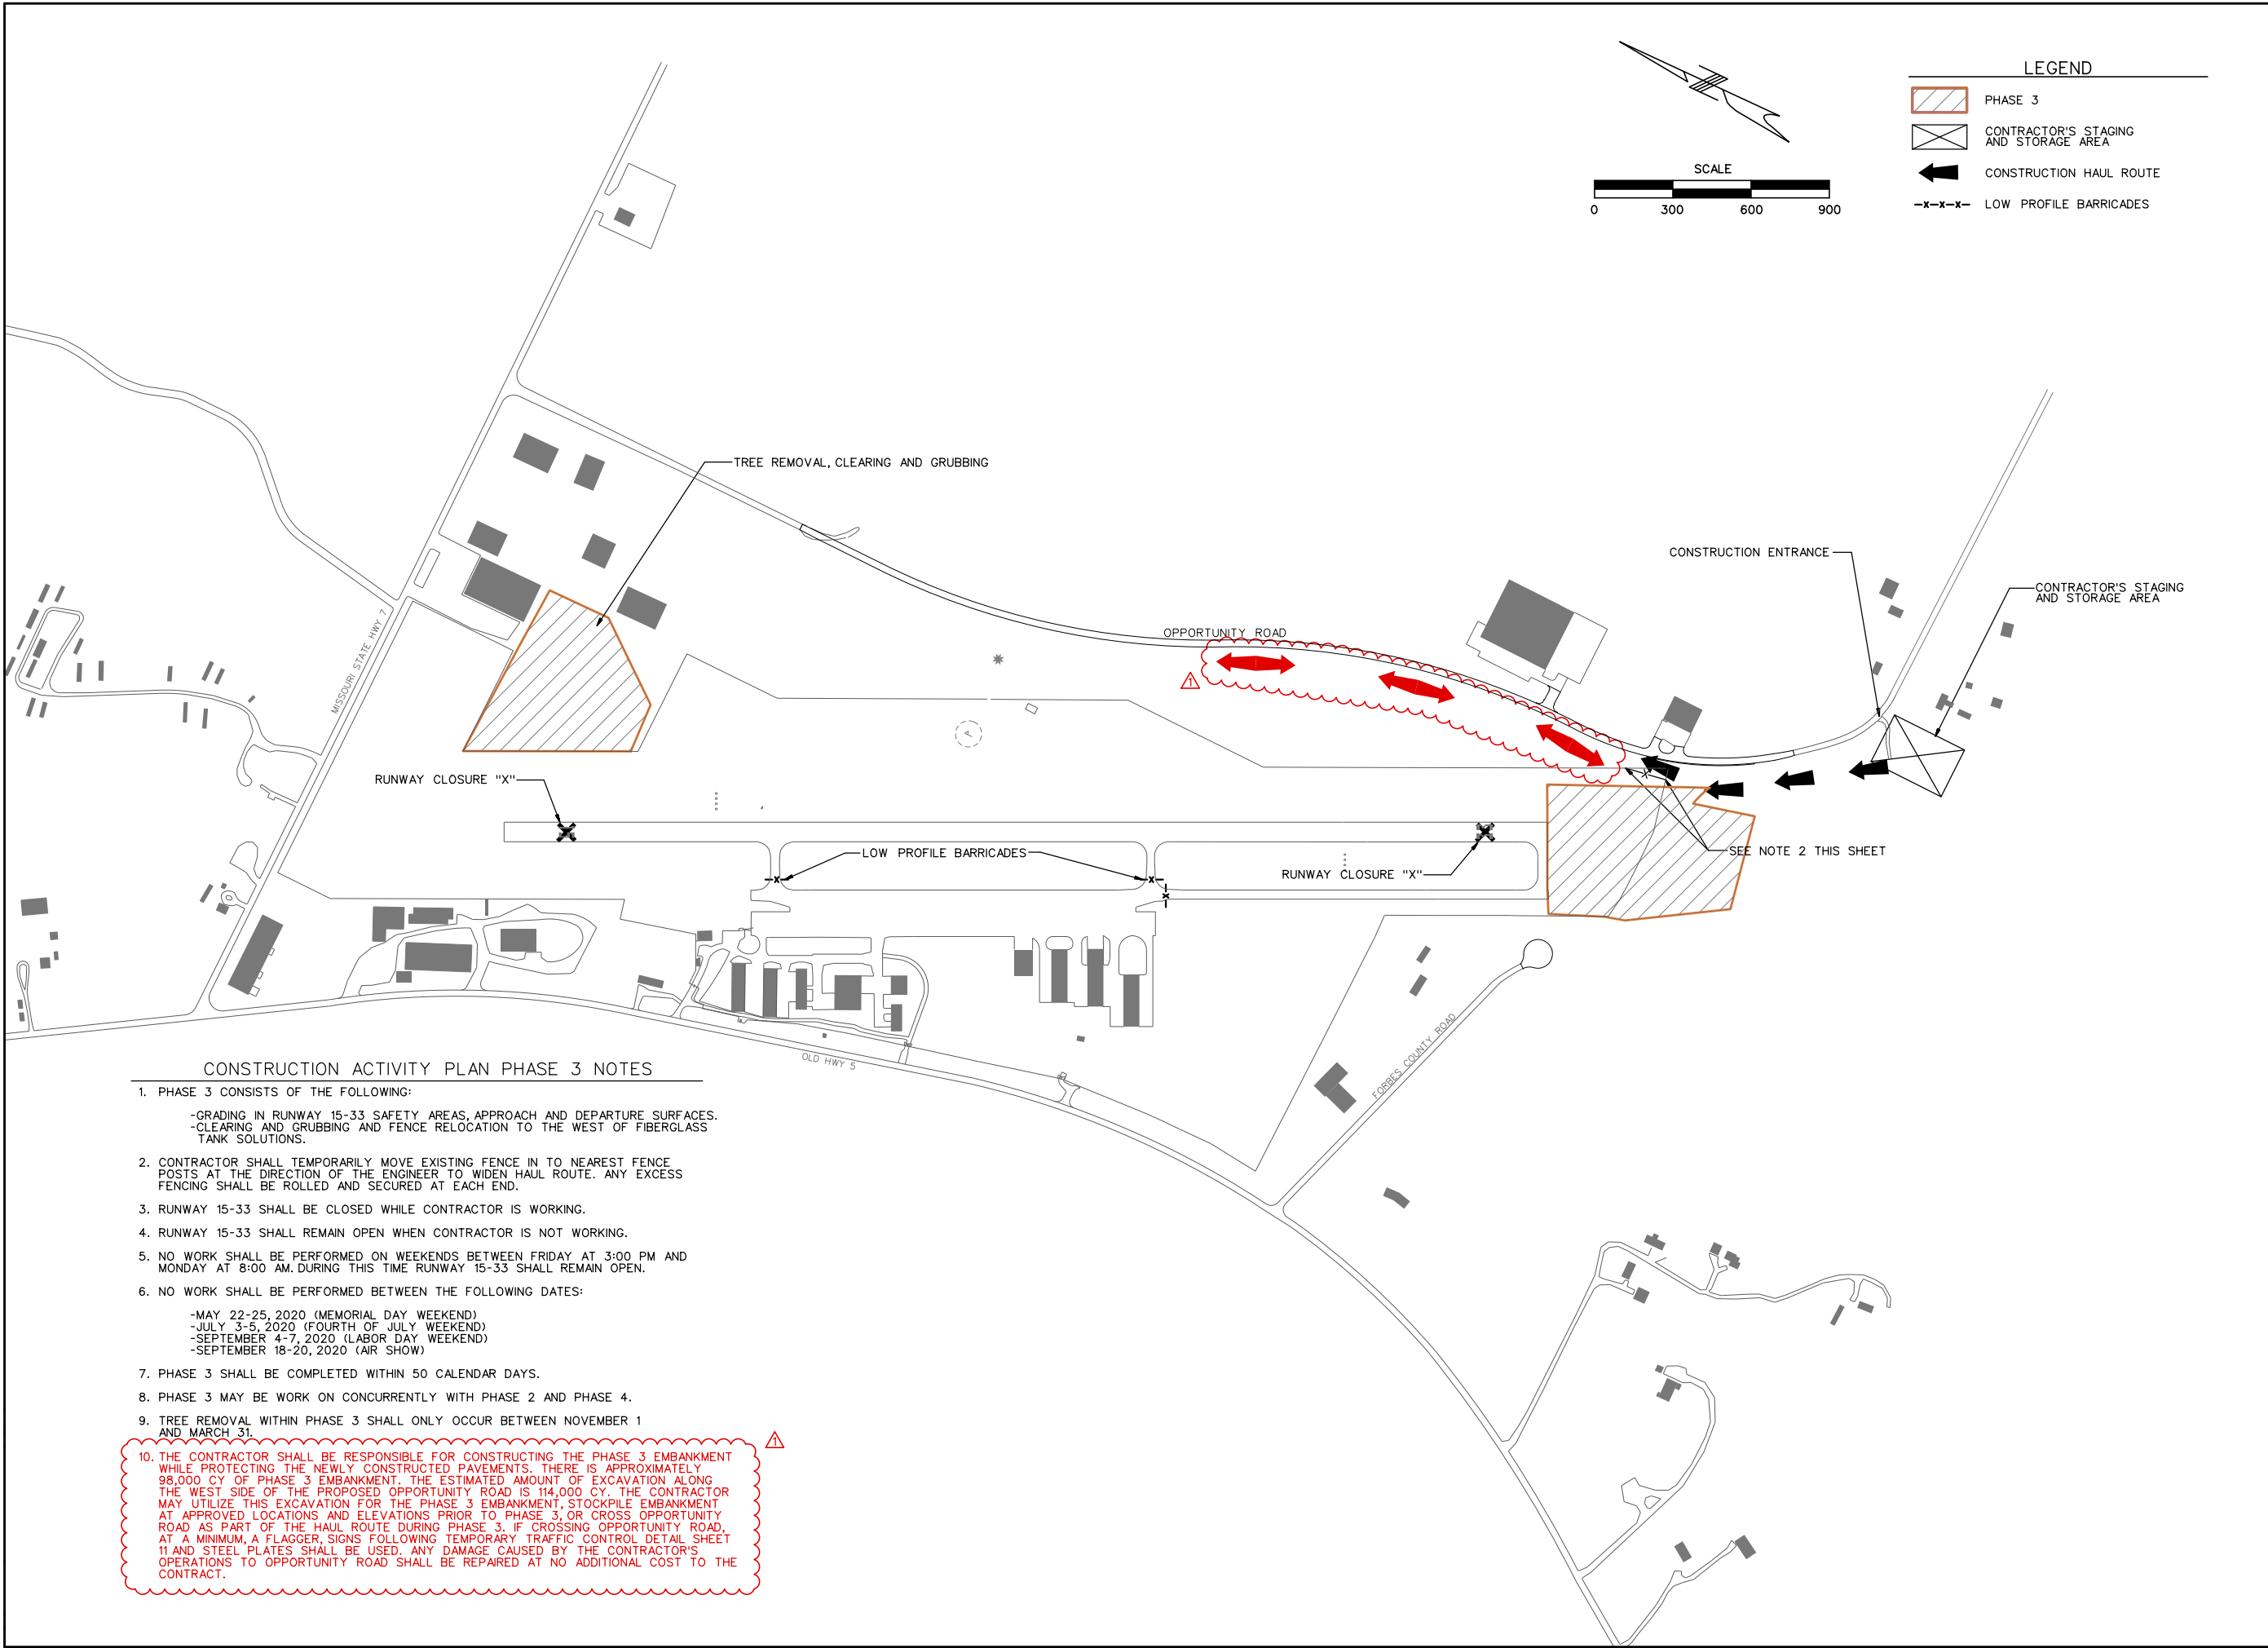 LEGEND
PHASE 3
CONTRACTOR'S STAGING
AND STORAGE AREA
CONSTRUCTION HAUL ROUTE
-x-x-x- LOW PROFILE BARRICADES
SCALE
0 300 600 900
TREE REMOVAL, CLEARING AND GRUBBING
CONSTRUCTION ENTRANCE
CONTRACTOR'S STAGING
AND STORAGE AREA
OPPORTUNITY ROAD
1
MISSOURI STATE HWY 7
RUNWAY CLOSURE "X"
LOW PROFILE BARRICADES
RUNWAY CLOSURE "X"
SEE NOTE 2 THIS SHEET
OLD HWY 5
FORBES COUNTY ROAD
CONSTRUCTION ACTIVITY PLAN PHASE 3 NOTES
1. PHASE 3 CONSISTS OF THE FOLLOWING:
-GRADING IN RUNWAY 15-33 SAFETY AREAS, APPROACH AND DEPARTURE SURFACES.
-CLEARING AND GRUBBING AND FENCE RELOCATION TO THE WEST OF FIBERGLASS
TANK SOLUTIONS.
2. CONTRACTOR SHALL TEMPORARILY MOVE EXISTING FENCE IN TO NEAREST FENCE
POSTS AT THE DIRECTION OF THE ENGINEER TO WIDEN HAUL ROUTE. ANY EXCESS
FENCING SHALL BE ROLLED AND SECURED AT EACH END.
3. RUNWAY 15-33 SHALL BE CLOSED WHILE CONTRACTOR IS WORKING.
4. RUNWAY 15-33 SHALL REMAIN OPEN WHEN CONTRACTOR IS NOT WORKING.
5. NO WORK SHALL BE PERFORMED ON WEEKENDS BETWEEN FRIDAY AT 3:00 PM AND
MONDAY AT 8:00 AM. DURING THIS TIME RUNWAY 15-33 SHALL REMAIN OPEN.
6. NO WORK SHALL BE PERFORMED BETWEEN THE FOLLOWING DATES:
-MAY 22-25, 2020 (MEMORIAL DAY WEEKEND)
-JULY 3-5, 2020 (FOURTH OF JULY WEEKEND)
-SEPTEMBER 4-7, 2020 (LABOR DAY WEEKEND)
-SEPTEMBER 18-20, 2020 (AIR SHOW)
7. PHASE 3 SHALL BE COMPLETED WITHIN 50 CALENDAR DAYS.
8. PHASE 3 MAY BE WORK ON CONCURRENTLY WITH PHASE 2 AND PHASE 4.
9. TREE REMOVAL WITHIN PHASE 3 SHALL ONLY OCCUR BETWEEN NOVEMBER 1
AND MARCH 31.
1
10. THE CONTRACTOR SHALL BE RESPONSIBLE FOR CONSTRUCTING THE PHASE 3 EMBANKMENT
WHILE PROTECTING THE NEWLY CONSTRUCTED PAVEMENTS. THERE IS APPROXIMATELY
98,000 CY OF PHASE 3 EMBANKMENT. THE ESTIMATED AMOUNT OF EXCAVATION ALONG
THE WEST SIDE OF THE PROPOSED OPPORTUNITY ROAD IS 114,000 CY. THE CONTRACTOR
MAY UTILIZE THIS EXCAVATION FOR THE PHASE 3 EMBANKMENT, STOCKPILE EMBANKMENT
AT APPROVED LOCATIONS AND ELEVATIONS PRIOR TO PHASE 3, OR CROSS OPPORTUNITY
ROAD AS PART OF THE HAUL ROUTE DURING PHASE 3. IF CROSSING OPPORTUNITY ROAD,
AT A MINIMUM, A FLAGGER, SIGNS FOLLOWING TEMPORARY TRAFFIC CONTROL DETAIL SHEET
11 AND STEEL PLATES SHALL BE USED. ANY DAMAGE CAUSED BY THE CONTRACTOR'S
OPERATIONS TO OPPORTUNITY ROAD SHALL BE REPAIRED AT NO ADDITIONAL COST TO THE
CONTRACT.